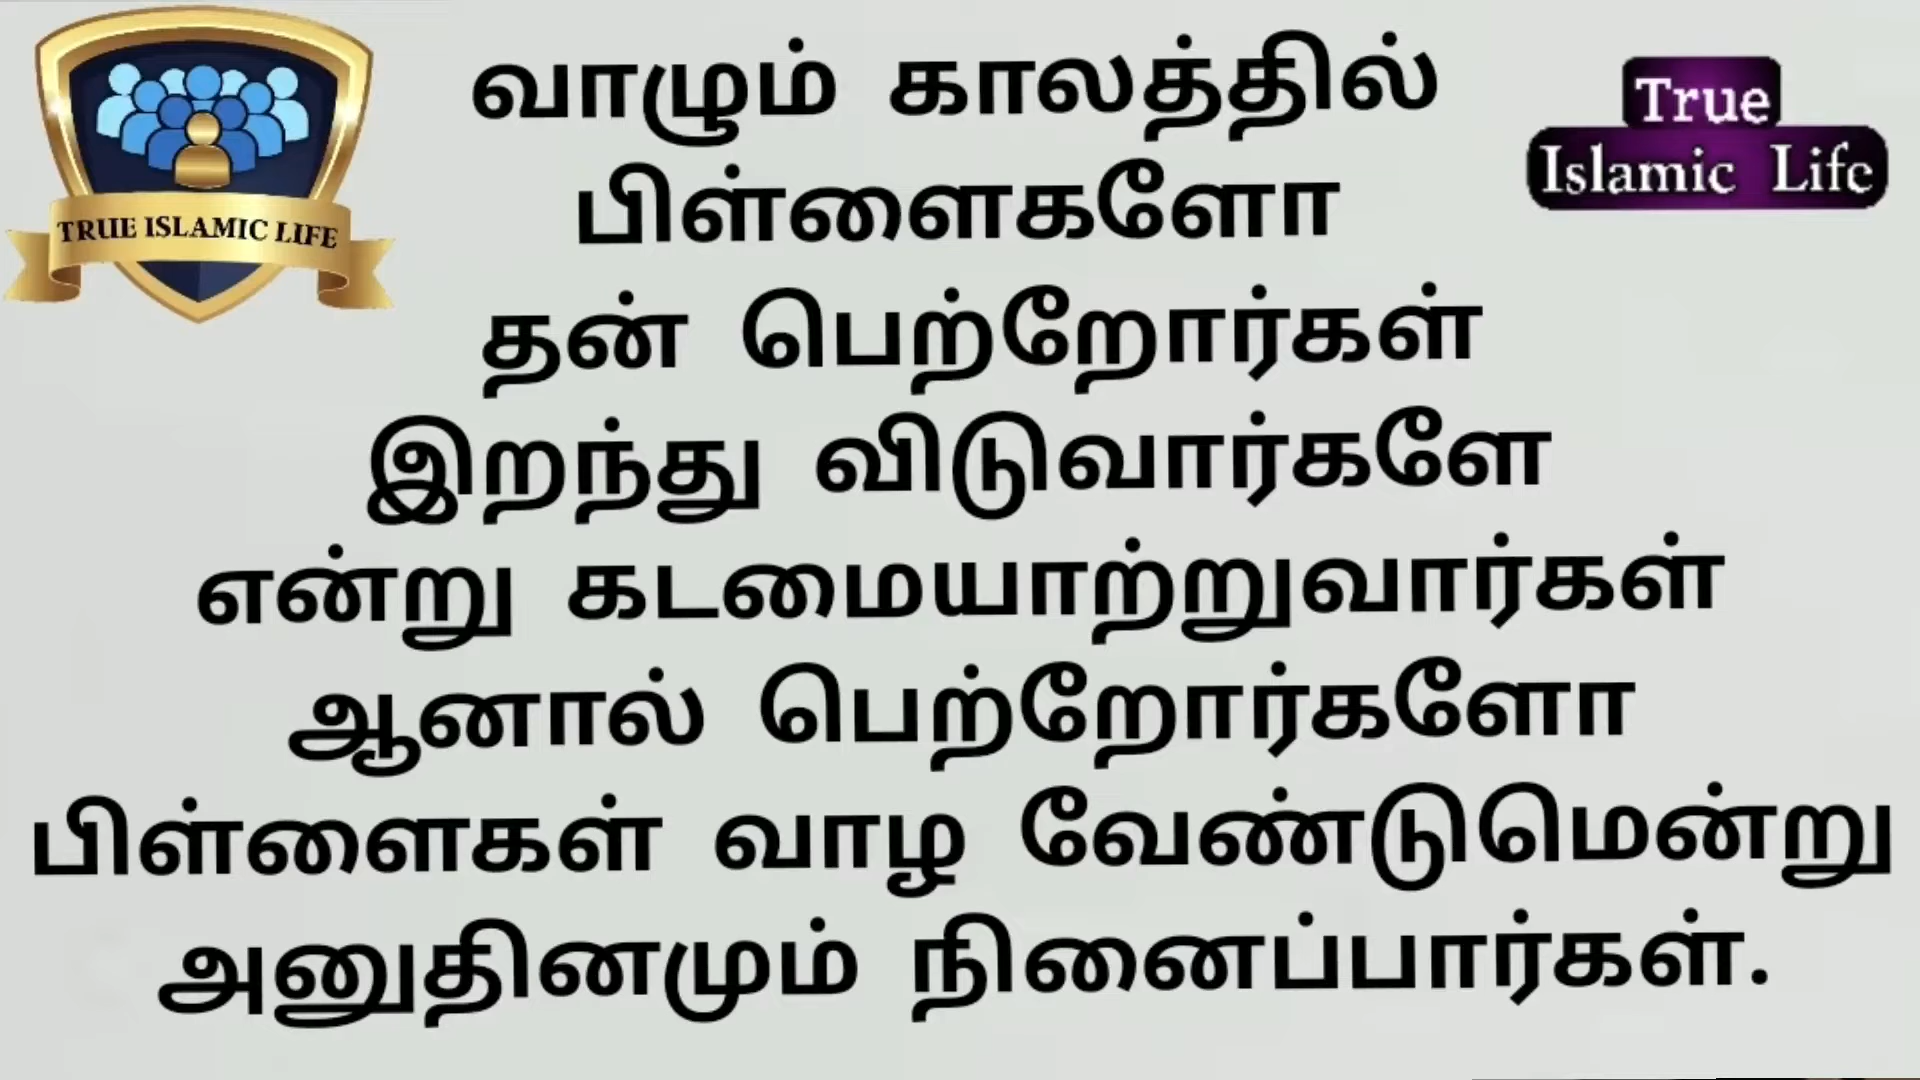 TRUE ISLAMIC LIFE
True
Islamic Life
வாழும் காலத்தில்
பிள்ளைகளோ
தன் பெற்றோர்கள்
இறந்து விடுவார்களே
என்று கடமையாற்றுவார்கள்
ஆனால் பெற்றோர்களோ
பிள்ளைகள் வாழ வேண்டுமென்று
அனுதினமும் நினைப்பார்கள்.